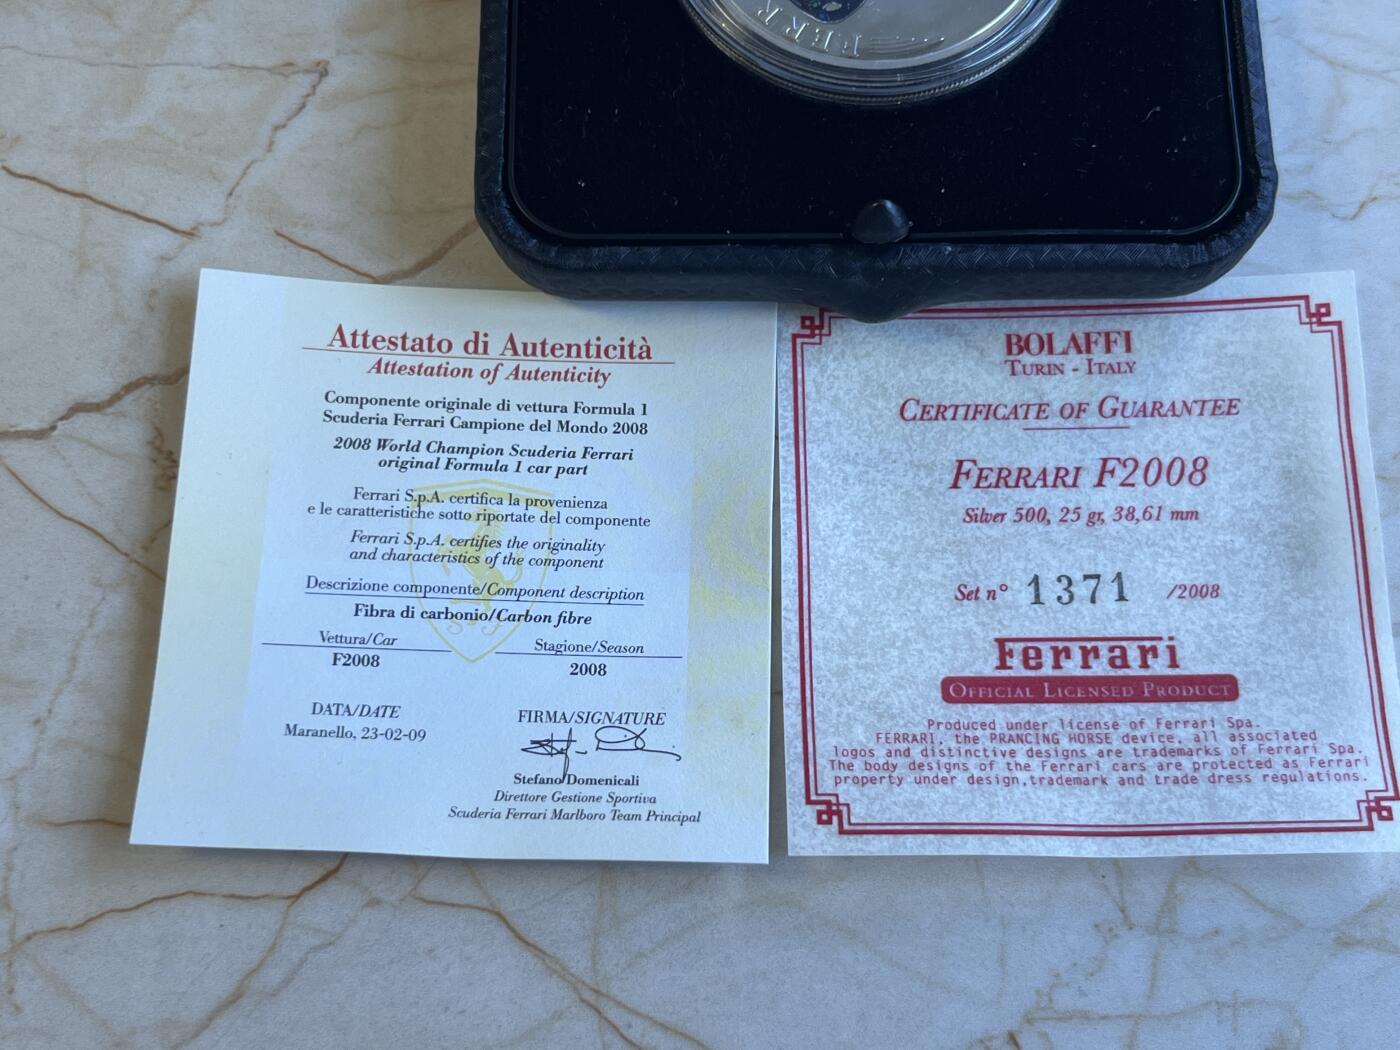 FERR
Attestato di Autenticità
Attestation of Authenticity
Componente originale di vettura Formula 1
Scuderia Ferrari Campione del Mondo 2008
2008 World Champion Scuderia Ferrari
original Formula 1 car part
Ferrari S.p.A. certifica la provenienza
e le caratteristiche sotto riportate del componente
Ferrari S.p.A. certifies the originality
and characteristics of the component
Descrizione componente/Component description
Fibra di carbonio/Carbon fibre
Vettura/Car
F2008
Stagione/Season
2008
DATA/DATE
Maranello, 23-02-09
FIRMA/SIGNATURE
Stefano Domenicali
Direttore Gestione Sportiva
Scuderia Ferrari Marlboro Team Principal
S F
BOLAFFI
TURIN - ITALY
CERTIFICATE OF GUARANTEE
FERRARI F2008
Silver 500, 25 gr, 38,61 mm
Set n° 1371 /2008
Ferrari
OFFICIAL LICENSED PRODUCT
Produced under license of Ferrari Spa.
FERRARI, the PRANCING HORSE device, all associated
logos and distinctive designs are trademarks of Ferrari Spa.
The body designs of the Ferrari cars are protected as Ferrari
property under design,trademark and trade dress regulations.